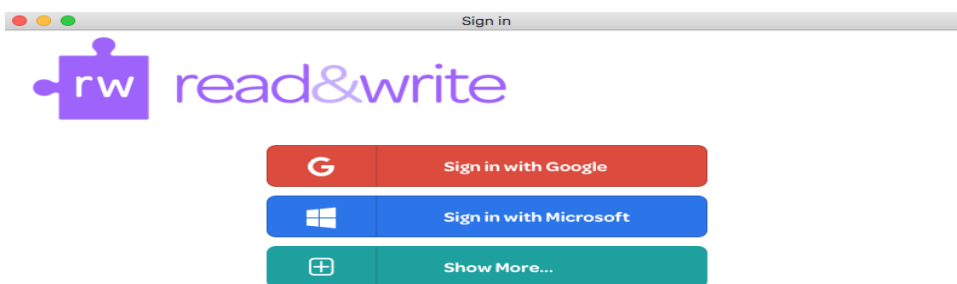 Sign in
rw read&write
G Sign in with Google
Sign in with Microsoft
Show More...